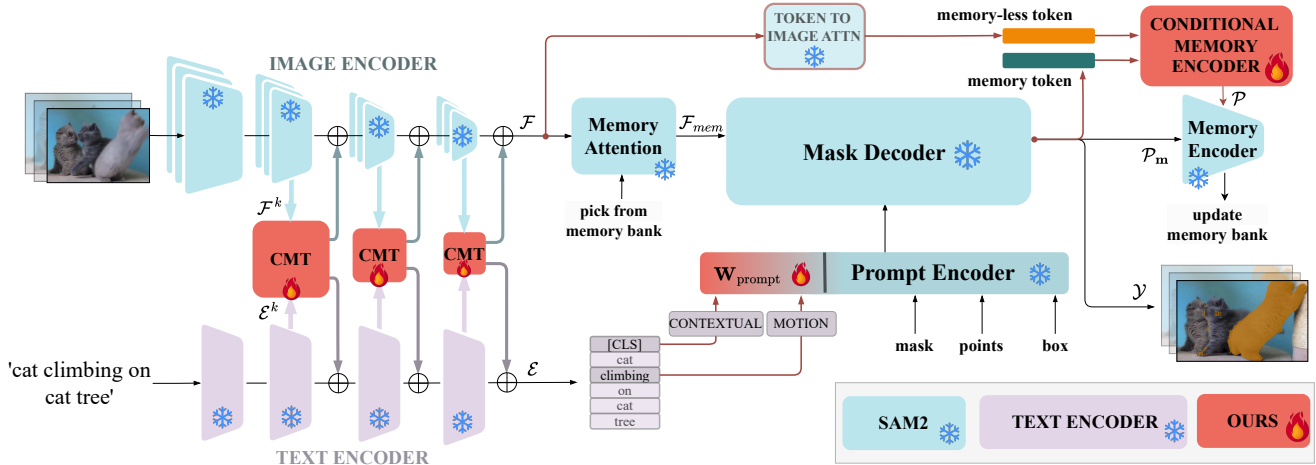 IMAGE ENCODER
TOKEN TO
IMAGE ATTN
memory-less token
memory token
CONDITIONAL
MEMORY
ENCODER
𝒫
ℱ
Memory
Attention
ℱmem
Mask Decoder
𝒫m
Memory
Encoder
pick from
memory bank
update
memory bank
ℱk
CMT
CMT
CMT
ℰk
Wprompt
Prompt Encoder
CONTEXTUAL
MOTION
mask
points
box
𝒴
'cat climbing on
cat tree'
ℰ
[CLS]
cat
climbing
on
cat
tree
TEXT ENCODER
SAM2
TEXT ENCODER
OURS